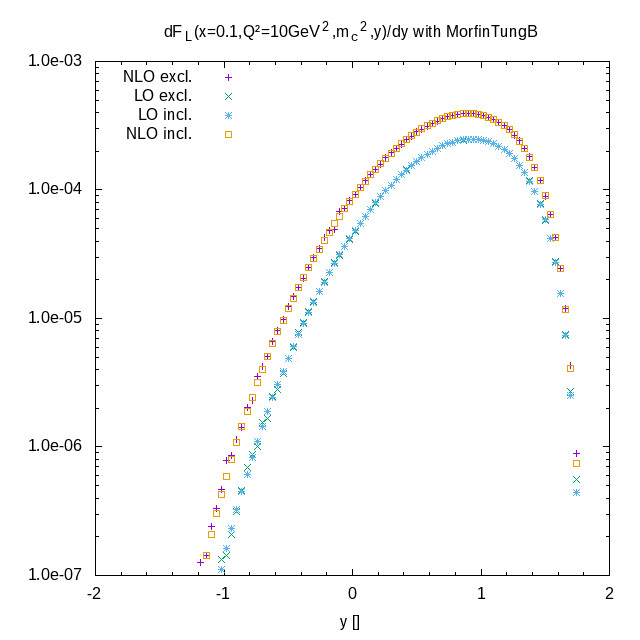 dF_L(x=0.1,Q²=10GeV²,m_c²,y)/dy with MorfinTungB
1.0e-03
NLO excl.
LO excl.
LO incl.
NLO incl.
1.0e-04
1.0e-05
1.0e-06
1.0e-07
-2 -1 0 1 2
y []